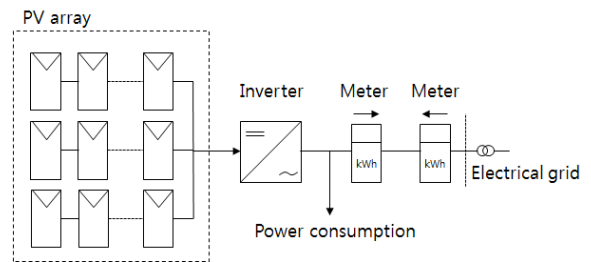 PV array
Inverter
Meter
Meter
kWh
kWh
Electrical grid
Power consumption